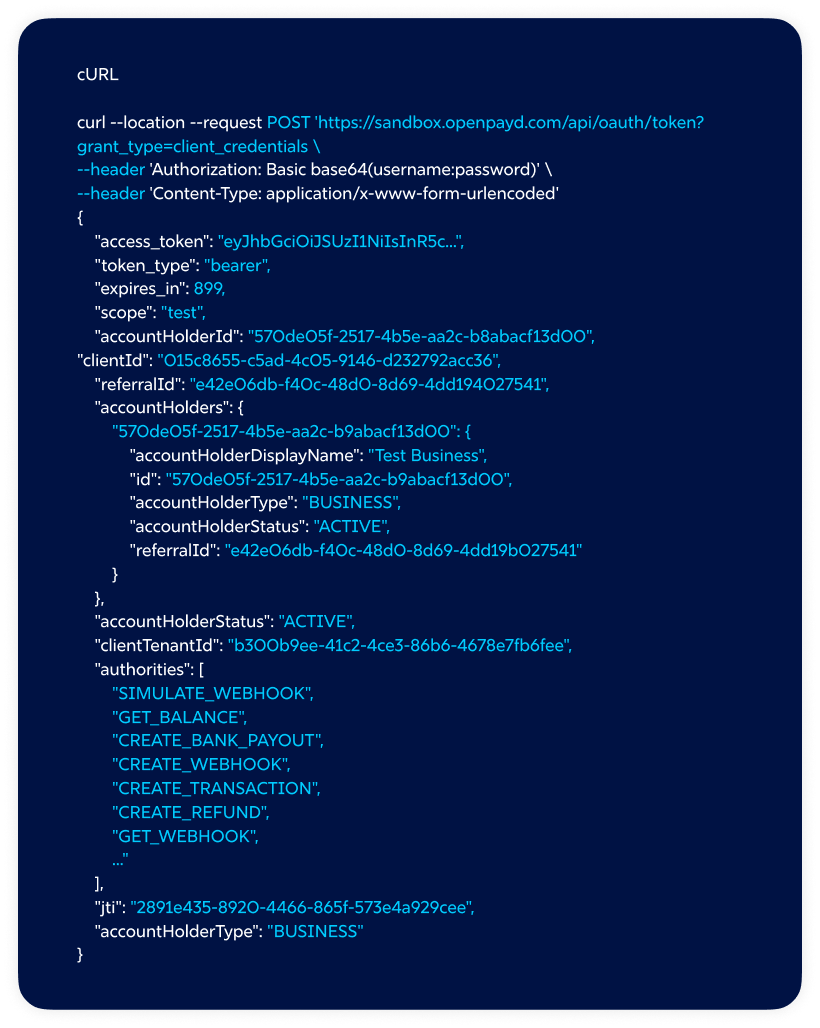 cURL
curl --location --request POST 'https://sandbox.openpayd.com/api/oauth/token?
grant_type=client_credentials \
--header 'Authorization: Basic base64(username:password)' \
--header 'Content-Type: application/x-www-form-urlencoded'
{
"access_token": "eyJhbGciOiJSUzI1NiIsInR5c...",
"token_type": "bearer",
"expires_in": 899,
"scope": "test",
"accountHolderId": "570de05f-2517-4b5e-aa2c-b8abacf13d00",
"clientId": "015c8655-c5ad-4c05-9146-d232792acc36",
"referralId": "e42e06db-f40c-48d0-8d69-4dd194027541",
"accountHolders": {
"570de05f-2517-4b5e-aa2c-b9abacf13d00": {
"accountHolderDisplayName": "Test Business",
"id": "570de05f-2517-4b5e-aa2c-b9abacf13d00",
"accountHolderType": "BUSINESS",
"accountHolderStatus": "ACTIVE",
"referralId": "e42e06db-f40c-48d0-8d69-4dd19b027541"
}
},
"accountHolderStatus": "ACTIVE",
"clientTenantId": "b300b9ee-41c2-4ce3-86b6-4678e7fb6fee",
"authorities": [
"SIMULATE_WEBHOOK",
"GET_BALANCE",
"CREATE_BANK_PAYOUT",
"CREATE_WEBHOOK",
"CREATE_TRANSACTION",
"CREATE_REFUND",
"GET_WEBHOOK",
..."
],
"jti": "2891e435-8920-4466-865f-573e4a929cee",
"accountHolderType": "BUSINESS"
}